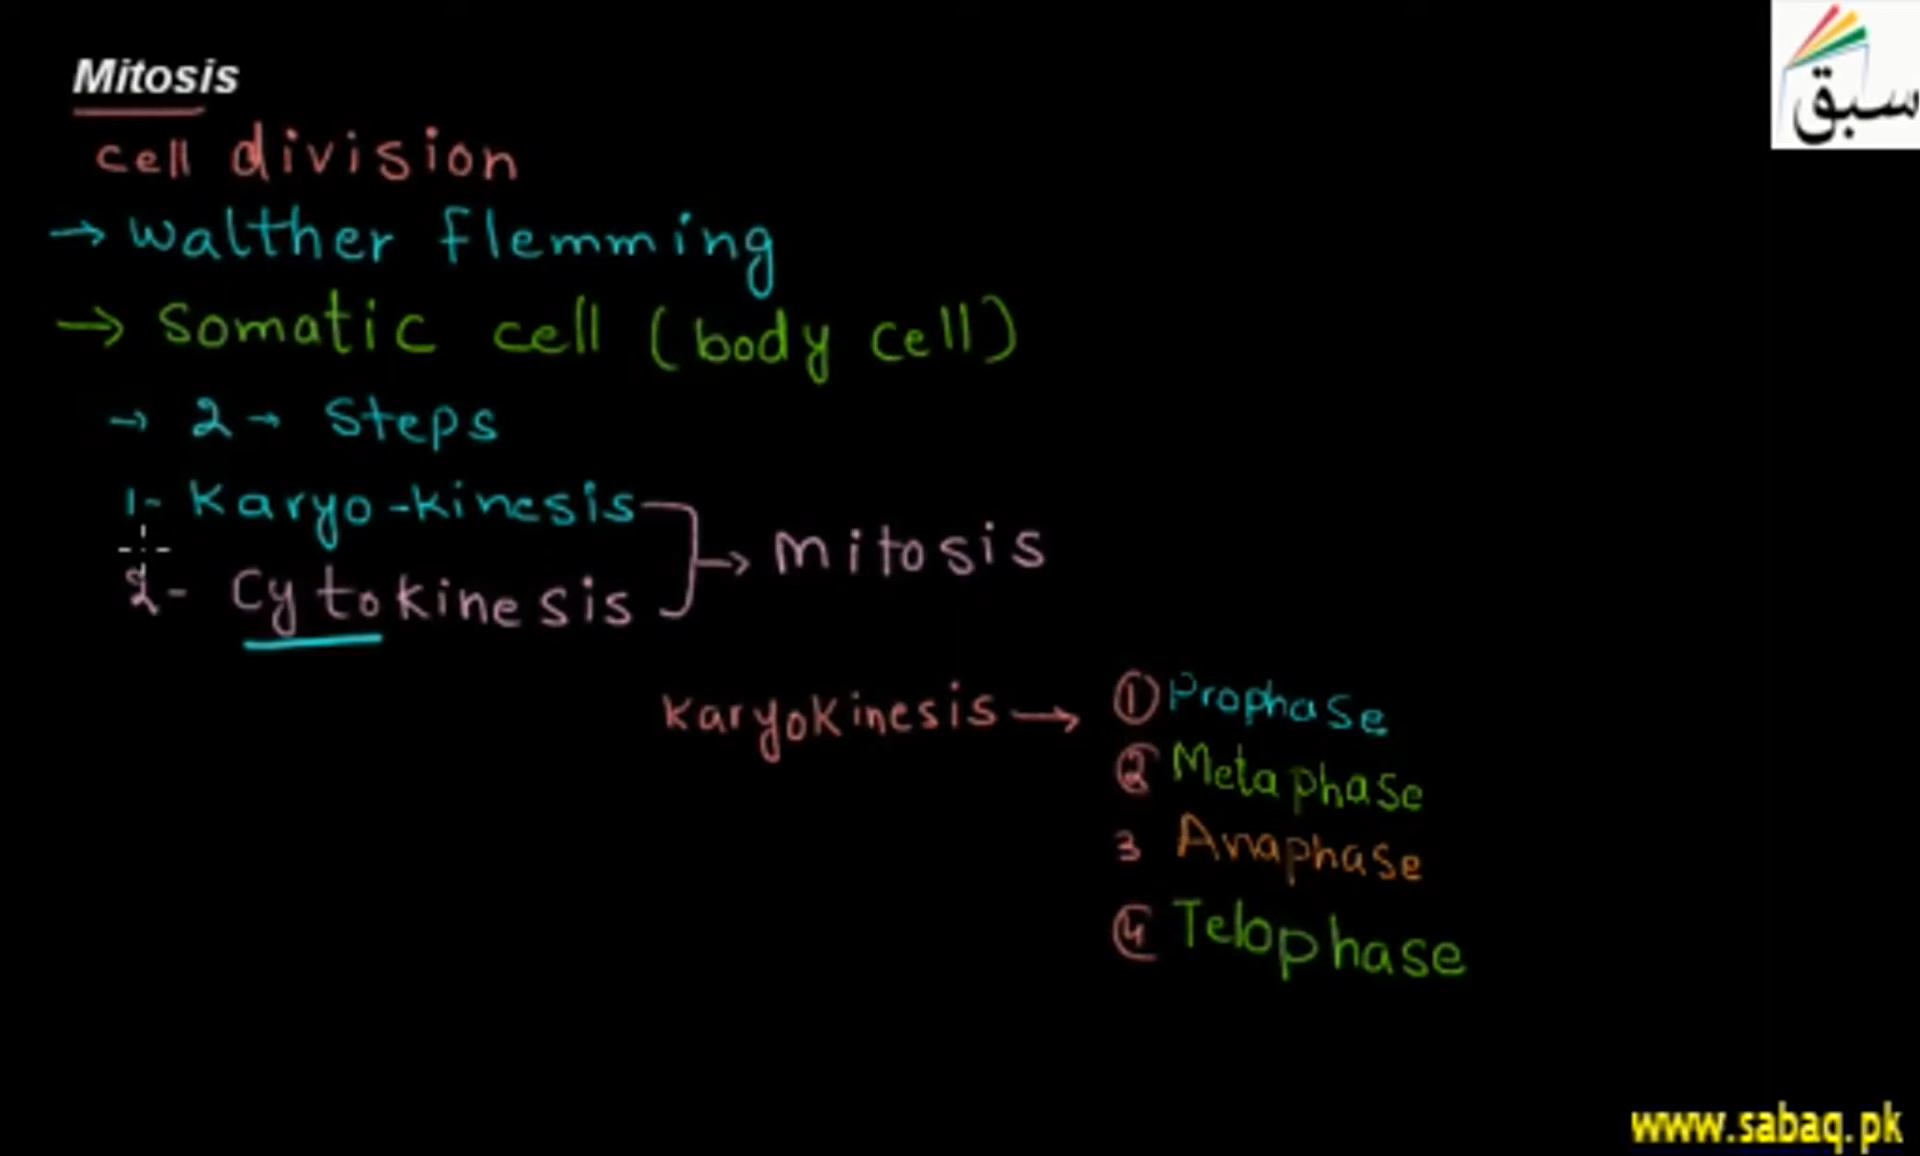 Mitosis
سبق
cell division
→ Walther flemming
→ Somatic cell (body cell)
→ 2 → Steps
1- Karyo-kinesis
→ mitosis
2- Cytokinesis
KaryoKinesis → ① Prophase
② Metaphase
3 Anaphase
④ Telophase
www.sabaq.pk